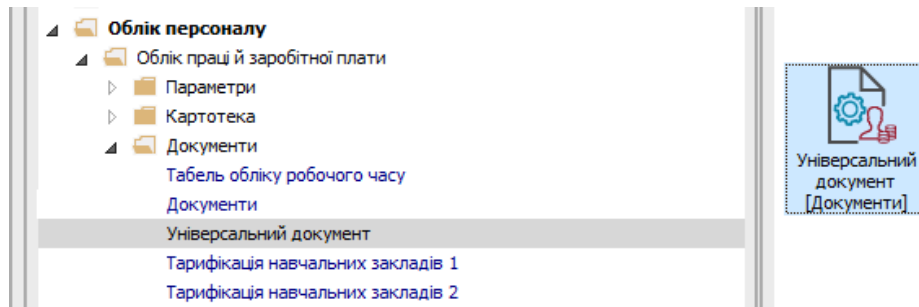 Облік персоналу
Облік праці й заробітної плати
Параметри
Картотека
Документи
Табель обліку робочого часу
Документи
Універсальний документ
Тарифікація навчальних закладів 1
Тарифікація навчальних закладів 2
Універсальний
документ
[Документи]